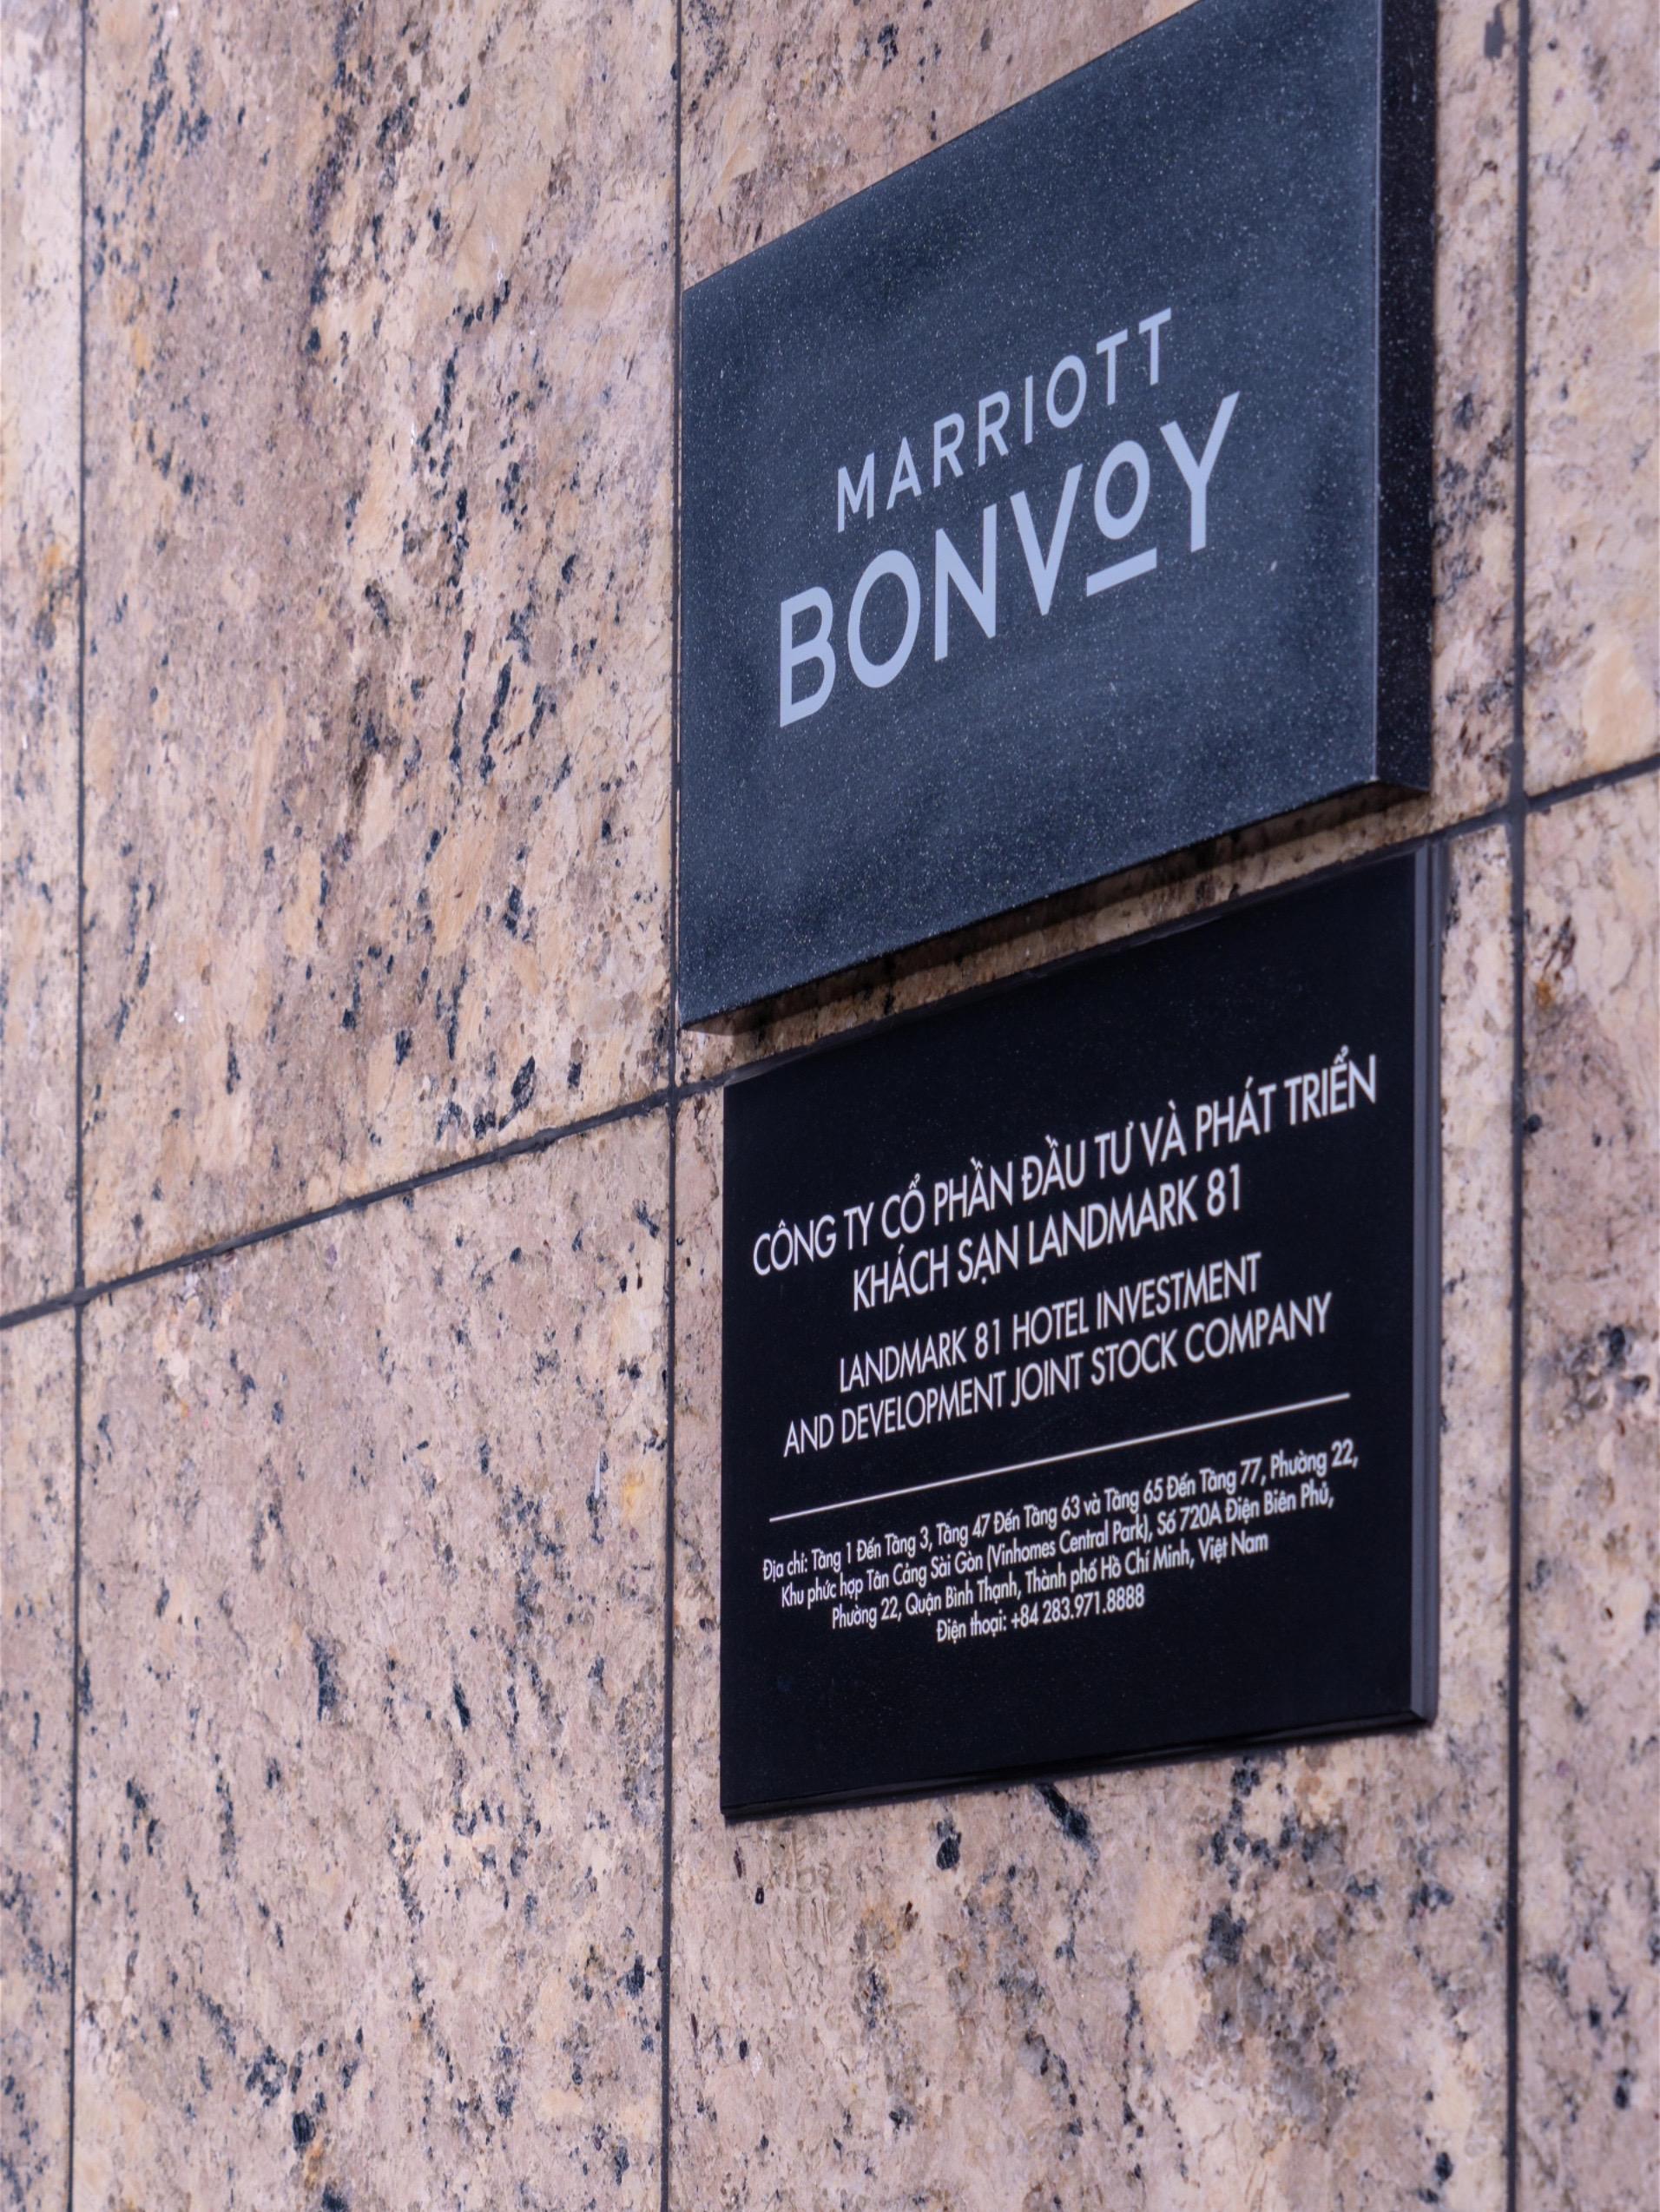 MARRIOTT
BONVOY
CÔNG TY CỔ PHẦN ĐẦU TƯ VÀ PHÁT TRIỂN
KHÁCH SẠN LANDMARK 81
LANDMARK 81 HOTEL INVESTMENT
AND DEVELOPMENT JOINT STOCK COMPANY
Địa chỉ: Tầng 1 Đến Tầng 3, Tầng 47 Đến Tầng 63 và Tầng 65 Đến Tầng 77, Phường 22,
Khu phức hợp Tân Cảng Sài Gòn (Vinhomes Central Park), Số 720A Điện Biên Phủ,
Phường 22, Quận Bình Thạnh, Thành phố Hồ Chí Minh, Việt Nam
Điện thoại: +84 283.971.8888